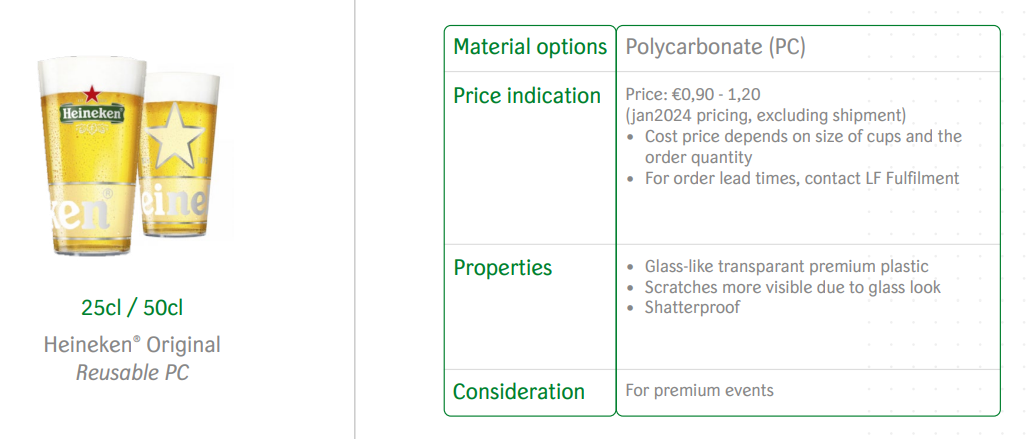 Heineken
ken®
eine
25cl / 50cl
Heineken® Original
Reusable PC
Material options
Polycarbonate (PC)
Price indication
Price: €0,90 - 1,20
(jan2024 pricing, excluding shipment)
• Cost price depends on size of cups and the
order quantity
• For order lead times, contact LF Fulfilment
Properties
• Glass-like transparant premium plastic
• Scratches more visible due to glass look
• Shatterproof
Consideration
For premium events